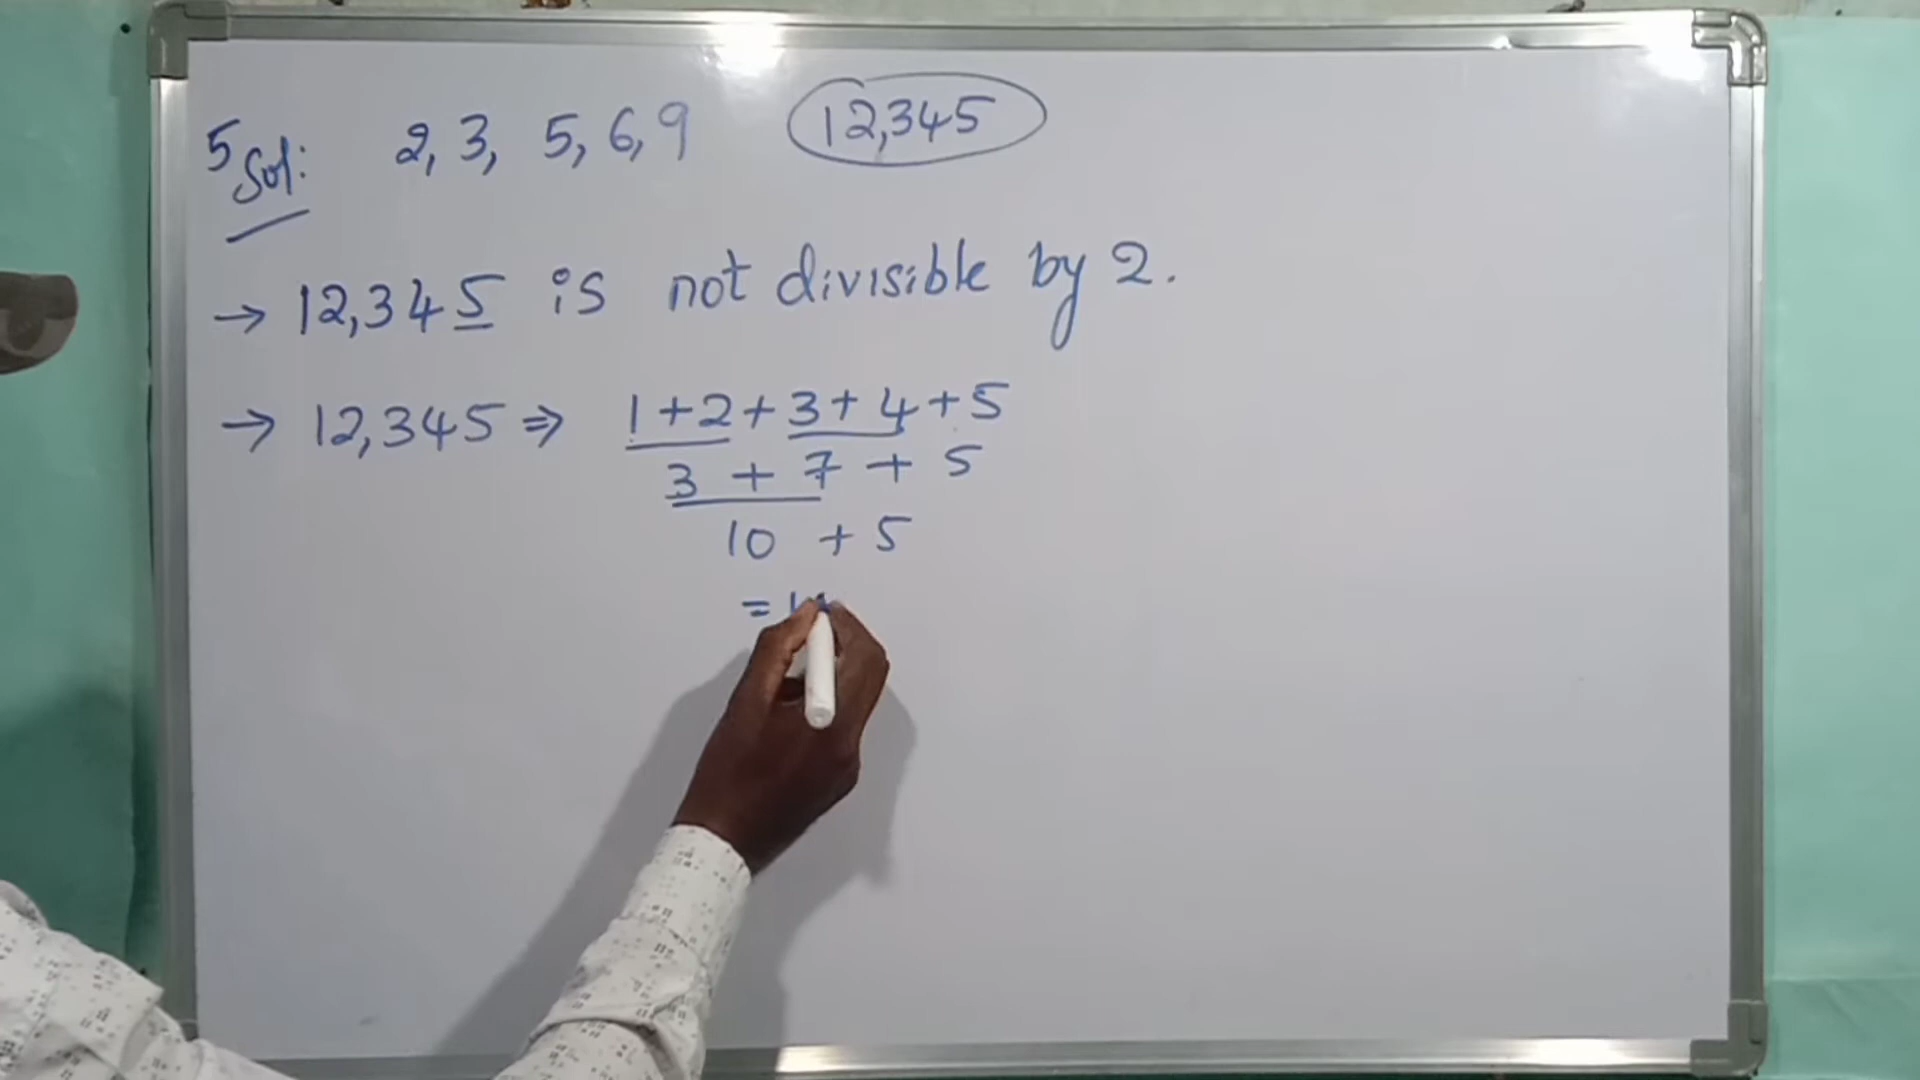 5 Sol: 2, 3, 5, 6, 9 12,345
→ 12,345 is not divisible by 2.
→ 12,345 ⇒ 1+2+3+4+5
3 + 7 + 5
10 + 5
= 1